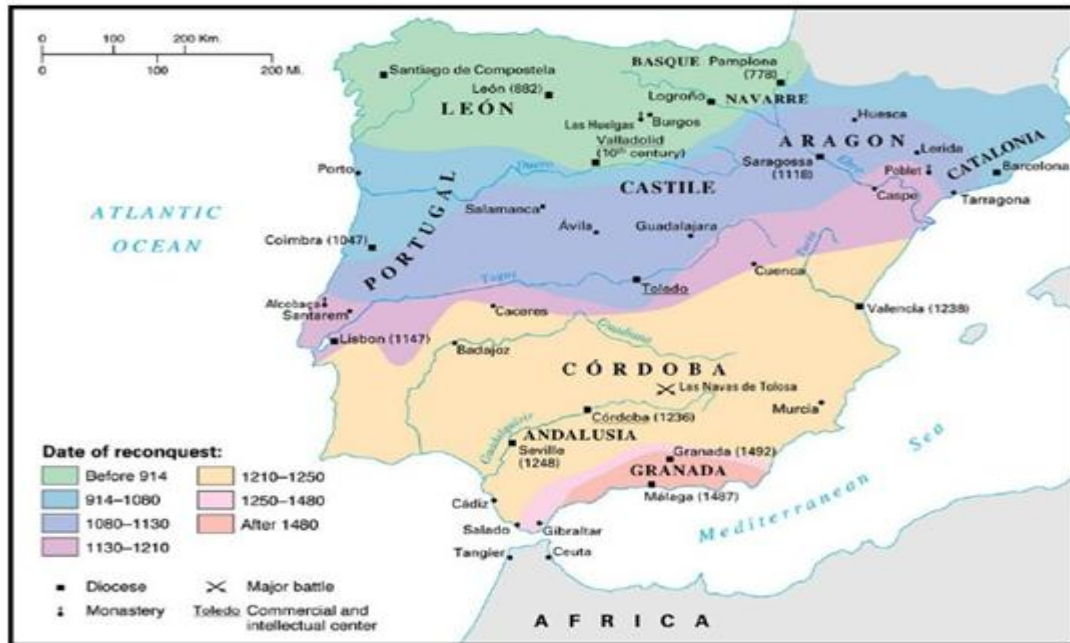 0 100 200 Km.
0 100 200 Mi.
BASQUE
Pamplona
(778)
Santiago de Compostela
León (882)
Logroño
NAVARRE
LEÓN
Las Huelgas
Burgos
Huesca
Valladolid
(10th century)
ARAGON
Lerida
CATALONIA
Porto
Duero
Saragossa
(1118)
Ebro
Poblet
Barcelona
CASTILE
Caspe
Tarragona
ATLANTIC
OCEAN
PORTUGAL
Salamanca
Ávila
Guadalajara
Coimbra (1047)
Turia
Tagus
Toledo
Cuenca
Alcobaça
Santarem
Caceres
Valencia (1238)
Lisbon (1147)
Badajoz
Guadiana
CÓRDOBA
Las Navas de Tolosa
Murcia
Córdoba (1236)
Guadalquivir
ANDALUSIA
Seville
(1248)
Granada (1492)
GRANADA
Málaga (1487)
Mediterranean Sea
Cádiz
Salado
Gibraltar
Tangier
Ceuta
AFRICA
Date of reconquest:
Before 914
914–1080
1080–1130
1130–1210
1210–1250
1250–1480
After 1480
Diocese
Monastery
Major battle
Toledo Commercial and
intellectual center